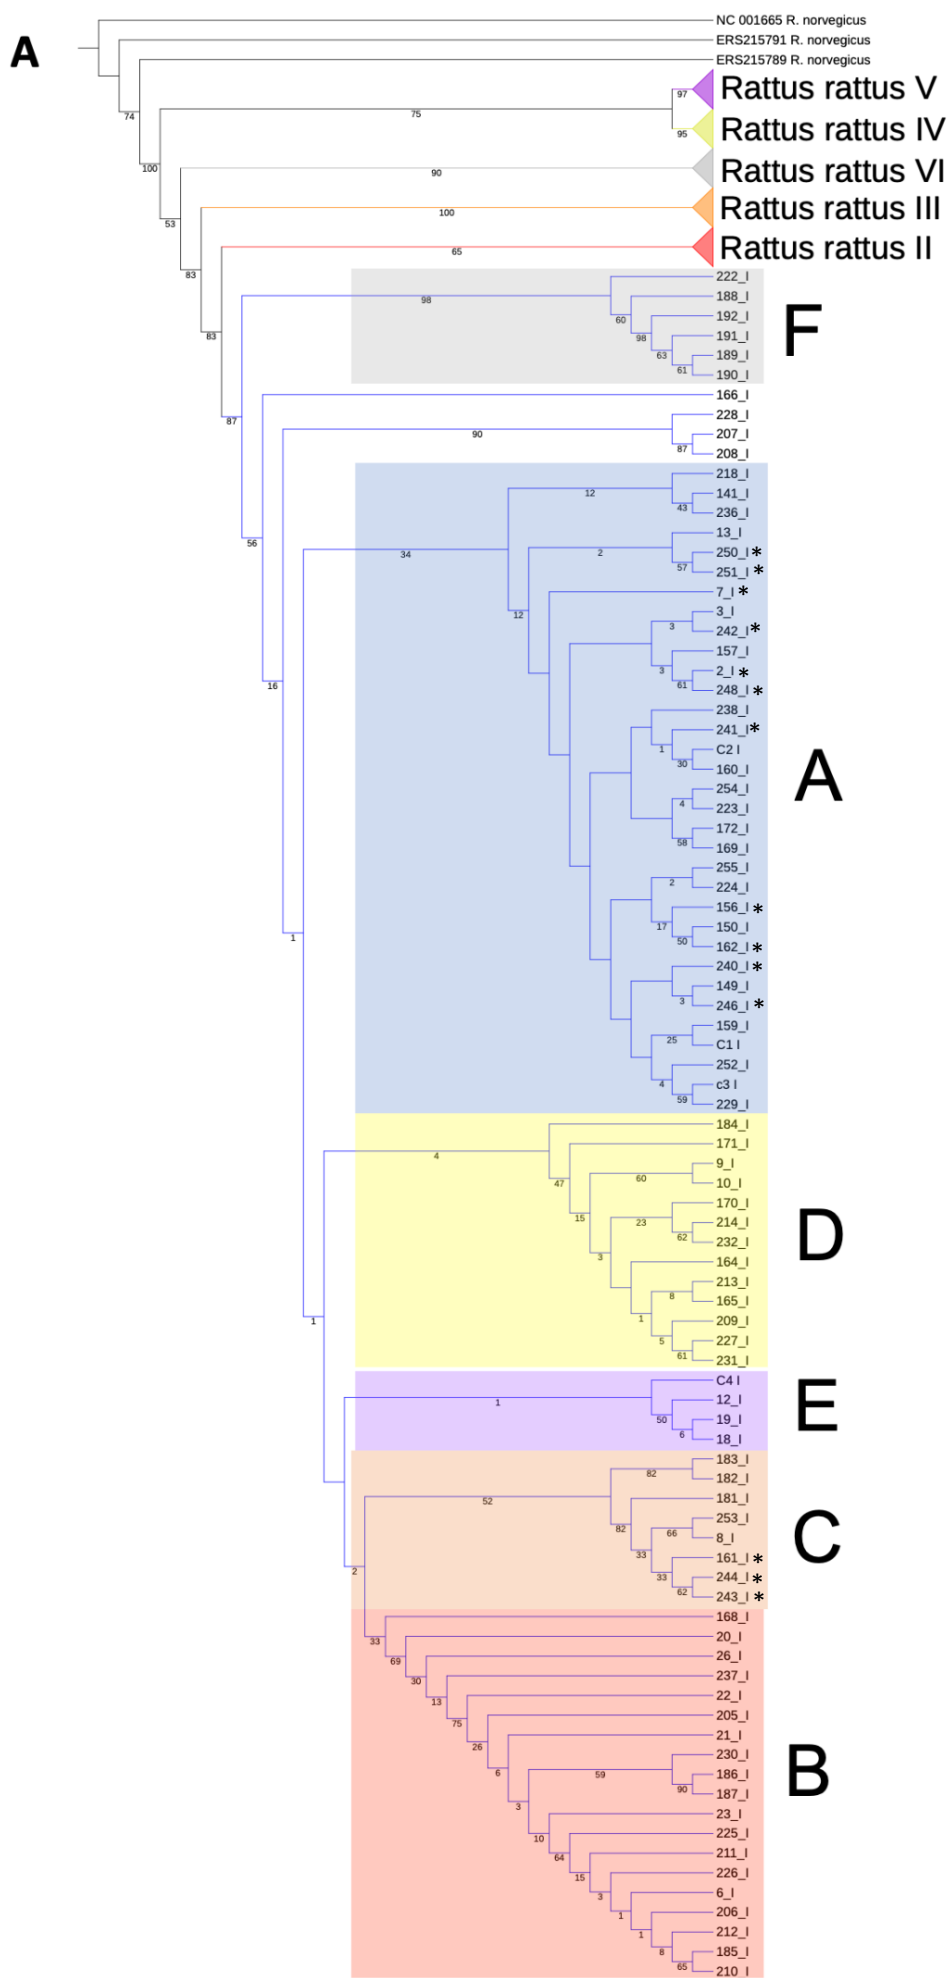 A
NC 001665 R. norvegicus
ERS215791 R. norvegicus
ERS215789 R. norvegicus
74
97
Rattus rattus V
75
95
Rattus rattus IV
100
90
Rattus rattus VI
100
Rattus rattus III
53
65
Rattus rattus II
83
222_I
98
188_I
60
192_I
F
83
98
191_I
63
189_I
61
190_I
166_I
87
228_I
90
207_I
87
208_I
218_I
12
141_I
43
236_I
13_I
56
34
2
250_I *
57
251_I *
7_I *
12
3_I
3
242_I *
157_I
3
2_I *
16
61
248_I *
238_I
241_I *
1
C2 I
30
160_I
A
254_I
4
223_I
172_I
58
169_I
255_I
2
224_I
156_I *
17
150_I
1
50
162_I *
240_I *
149_I
3
246_I *
159_I
25
C1 I
252_I
4
c3 I
59
229_I
184_I
4
171_I
9_I
47
60
10_I
170_I
15
23
214_I
D
62
232_I
3
164_I
213_I
8
165_I
1
1
209_I
5
227_I
61
231_I
C4 I
1
12_I
E
50
19_I
6
18_I
183_I
82
182_I
52
181_I
82
253_I
66
8_I
C
33
161_I *
2
33
244_I *
62
243_I *
168_I
33
20_I
69
26_I
30
237_I
13
22_I
75
205_I
26
21_I
6
230_I
59
186_I
B
90
187_I
3
23_I
10
225_I
64
211_I
15
226_I
3
6_I
1
206_I
1
212_I
8
185_I
65
210_I